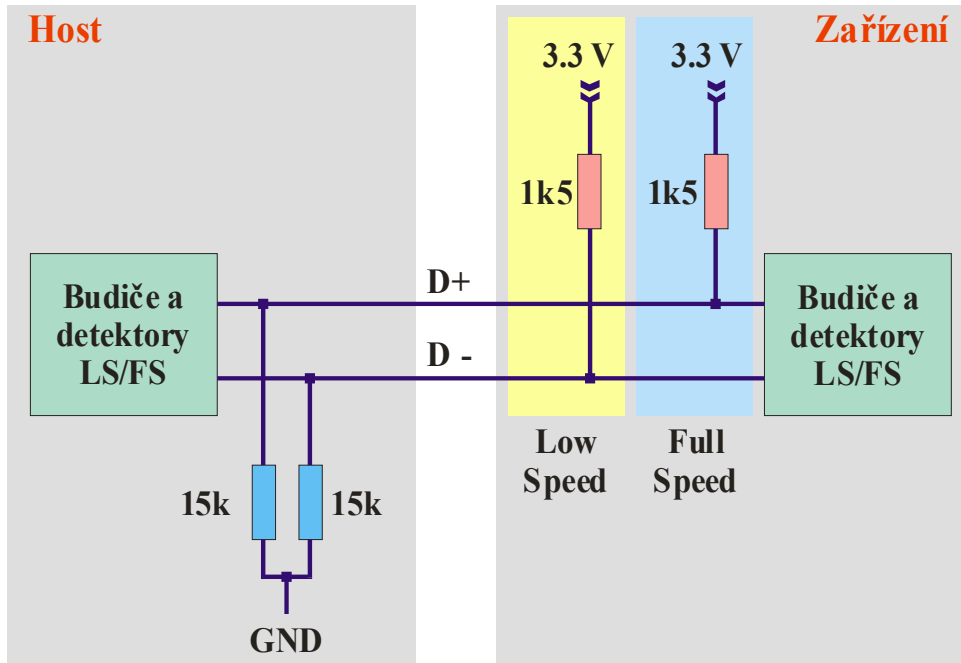 Host
Zařízení
3.3 V
3.3 V
1k5
1k5
Budiče a
detektory
LS/FS
D+
D -
Budiče a
detektory
LS/FS
Low
Speed
Full
Speed
15k
15k
GND